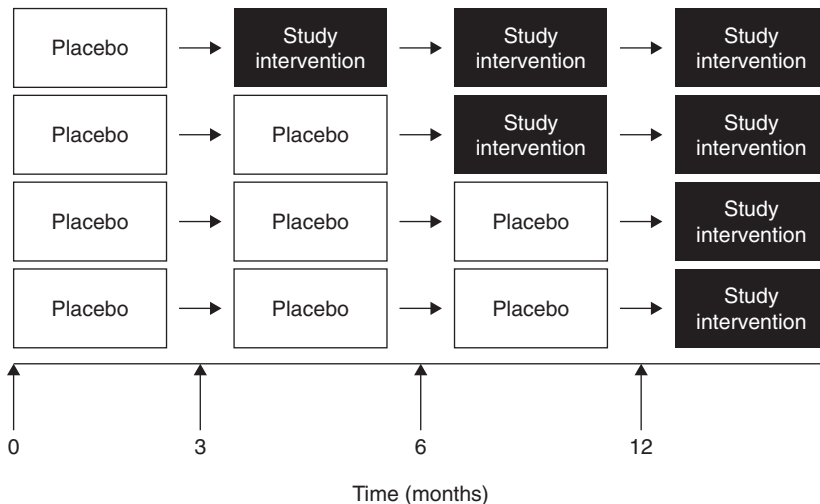 Placebo
Study
intervention
Study
intervention
Study
intervention
Placebo
Placebo
Study
intervention
Study
intervention
Placebo
Placebo
Placebo
Study
intervention
Placebo
Placebo
Placebo
Study
intervention
0
3
6
12
Time (months)